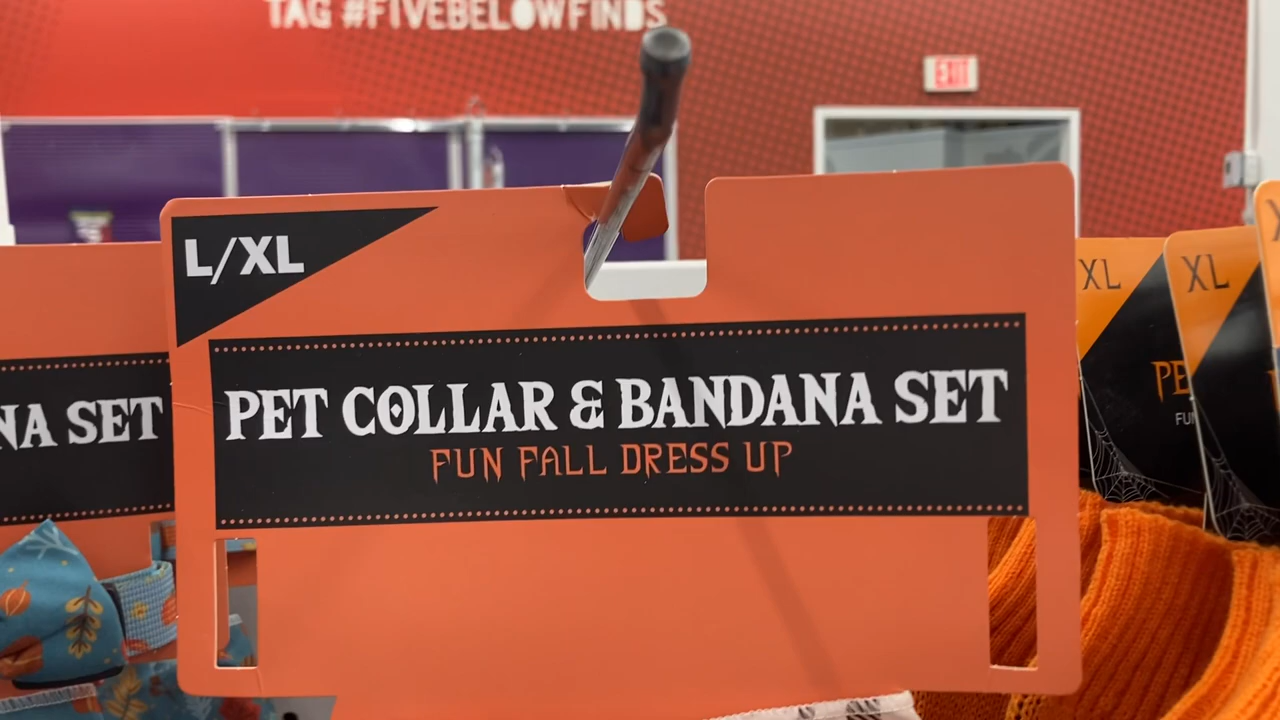 TAG #FIVEBELOWFINDS
EXIT
L/XL
PET COLLAR & BANDANA SET
FUN FALL DRESS UP
NA SET
XL
XL